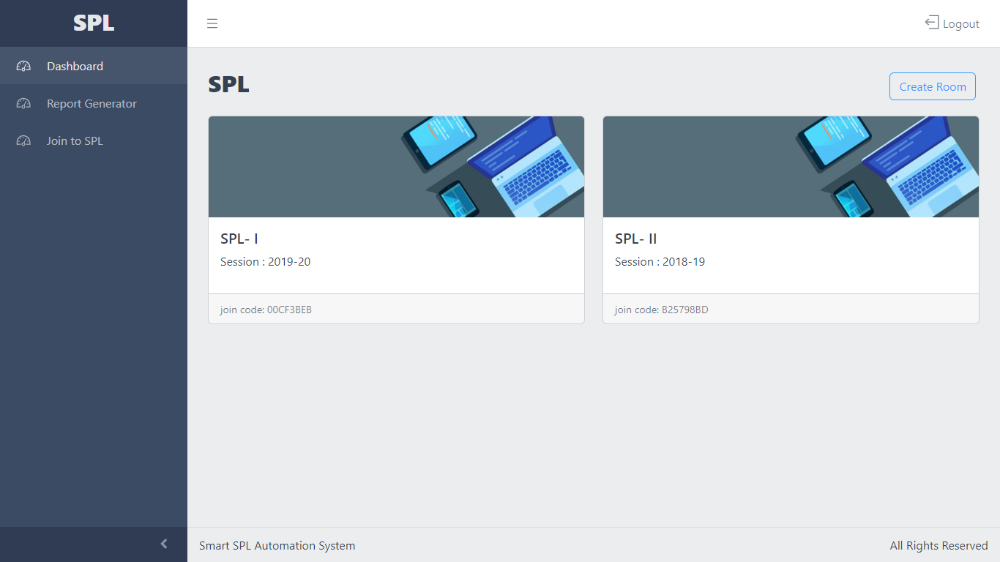 SPL
Logout
Dashboard
Report Generator
Join to SPL
SPL
Create Room
SPL- I
Session : 2019-20
join code: 00CF3BEB
SPL- II
Session : 2018-19
join code: B25798BD
Smart SPL Automation System
All Rights Reserved